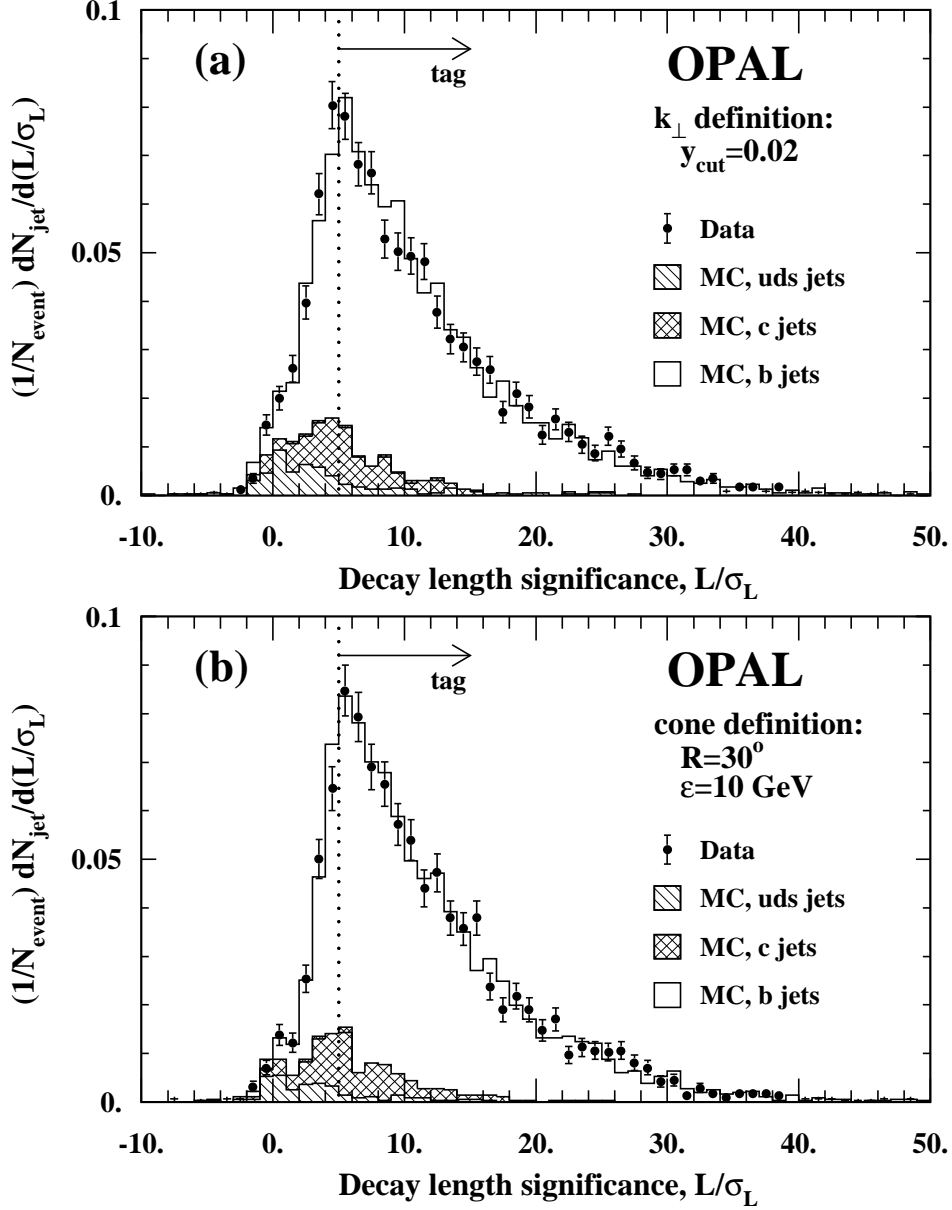 0.1
(a)
tag
OPAL
k⊥ definition:
y_cut=0.02
Data
MC, uds jets
MC, c jets
MC, b jets
0.05
0.
(1/N_event) dN_jet/d(L/σ_L)
-10. 0. 10. 20. 30. 40. 50.
Decay length significance, L/σ_L
0.1
(b)
tag
OPAL
cone definition:
R=30°
ε=10 GeV
Data
MC, uds jets
MC, c jets
MC, b jets
0.05
0.
(1/N_event) dN_jet/d(L/σ_L)
-10. 0. 10. 20. 30. 40. 50.
Decay length significance, L/σ_L